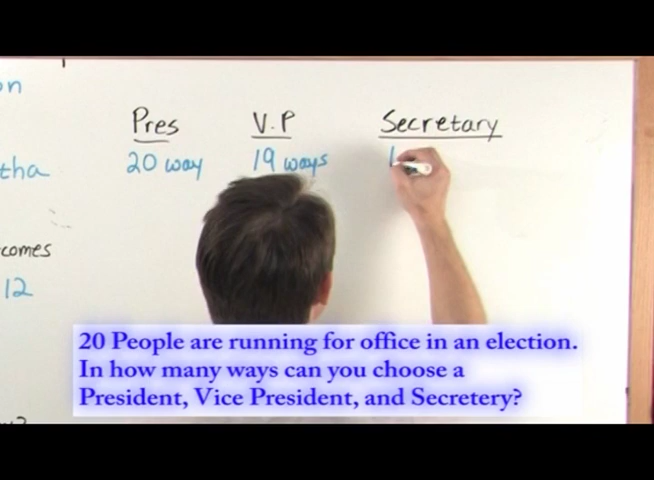 on
Pres V.P Secretary
20 way 19 ways 1
tha
comes
12
20 People are running for office in an election.
In how many ways can you choose a
President, Vice President, and Secretery?